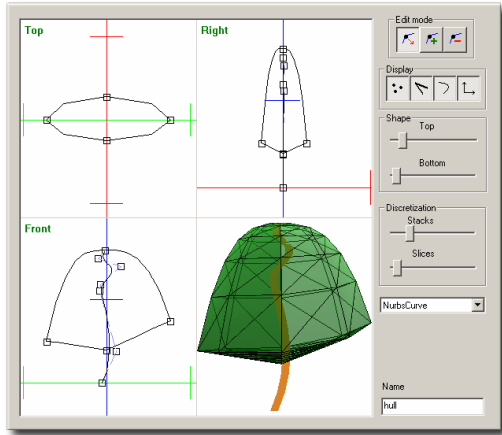 Top
Right
Edit mode
Display
Shape
Top
Bottom
Front
Discretization
Stacks
Slices
NurbsCurve
Name
hull